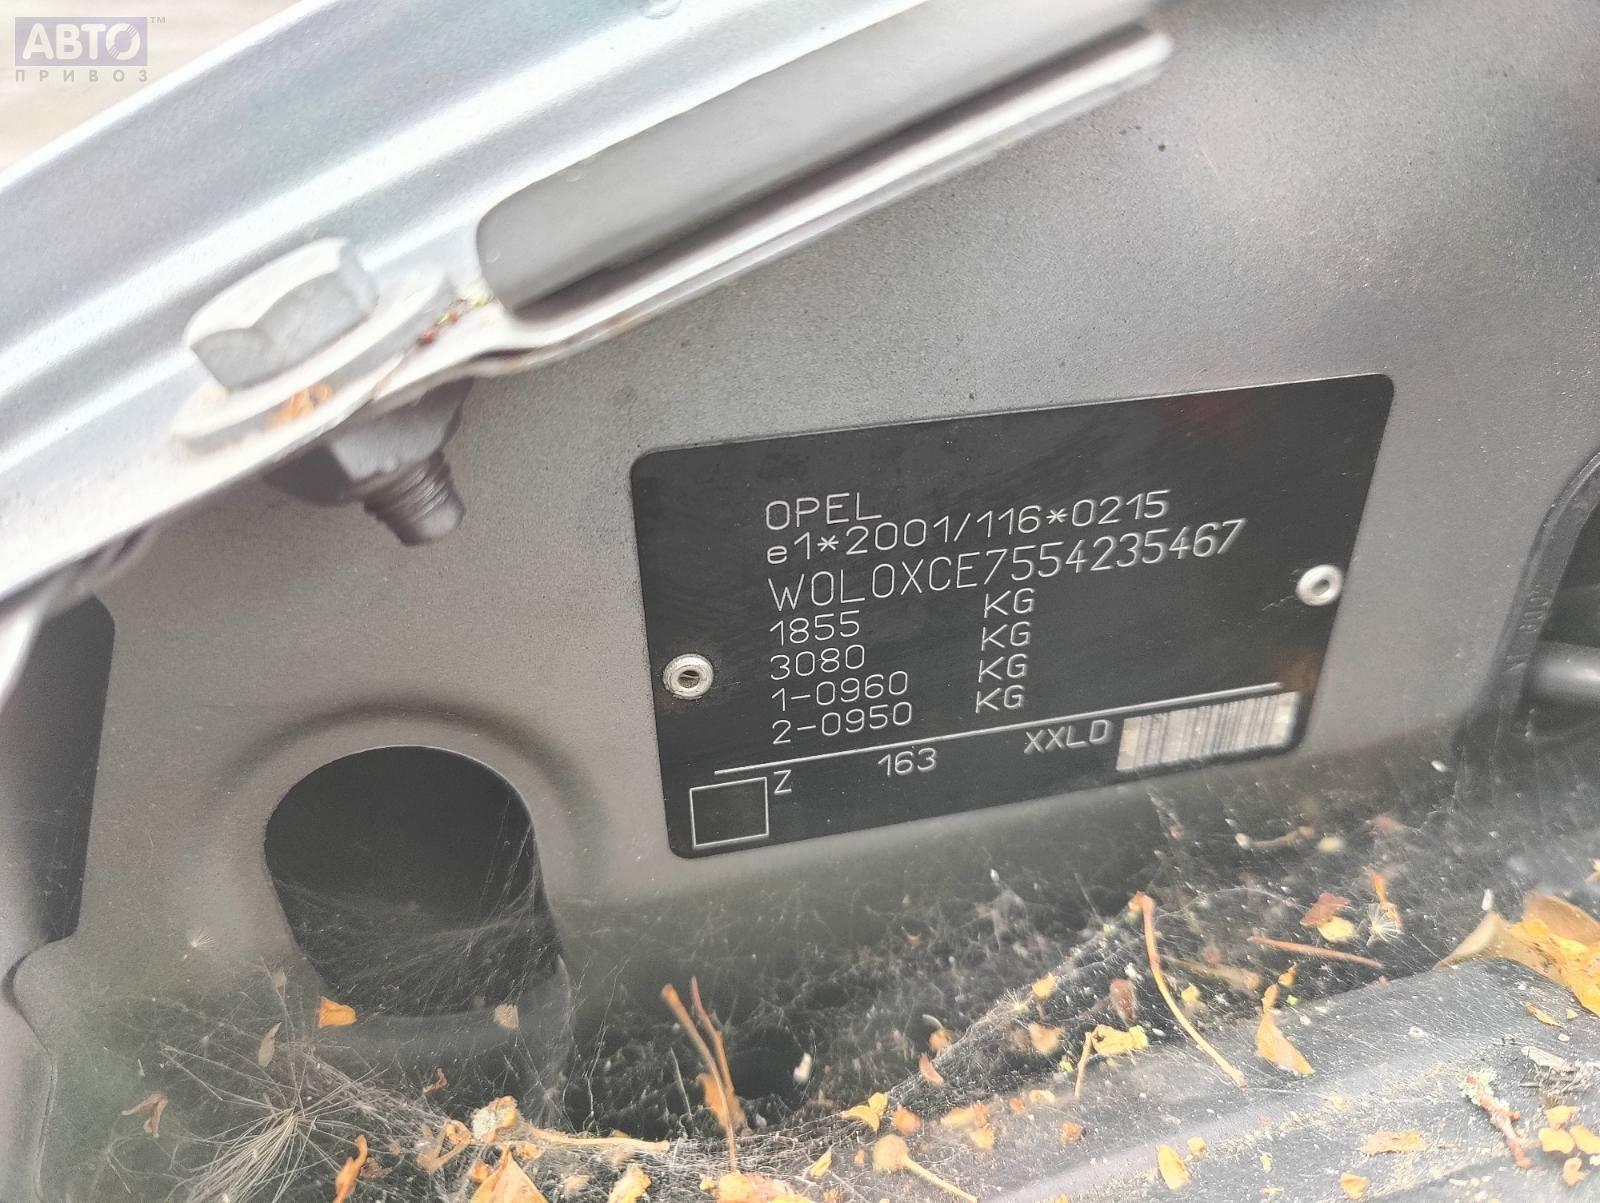 АВТО™
ПРИВОЗ
OPEL
e1*2001/116*0215
W0L0XCE7554235467
1855 KG
3080 KG
1-0960 KG
2-0950 KG
Z 163 XXLD